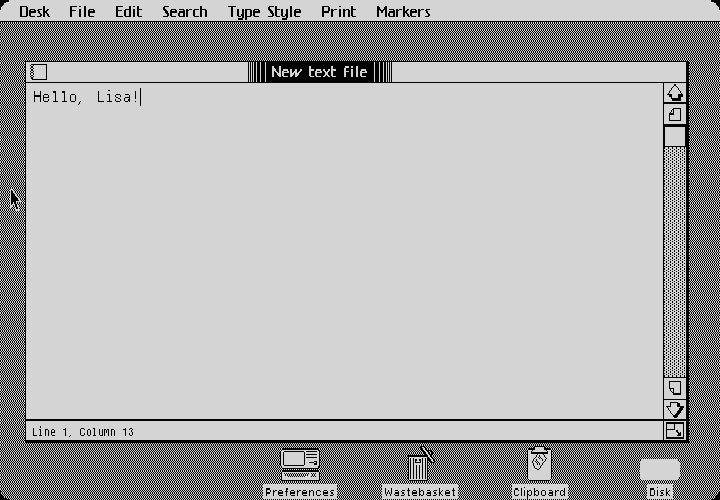 Desk File Edit Search Type Style Print Markers
New text file
Hello, Lisa!
Line 1, Column 13
Preferences Wastebasket Clipboard Disk